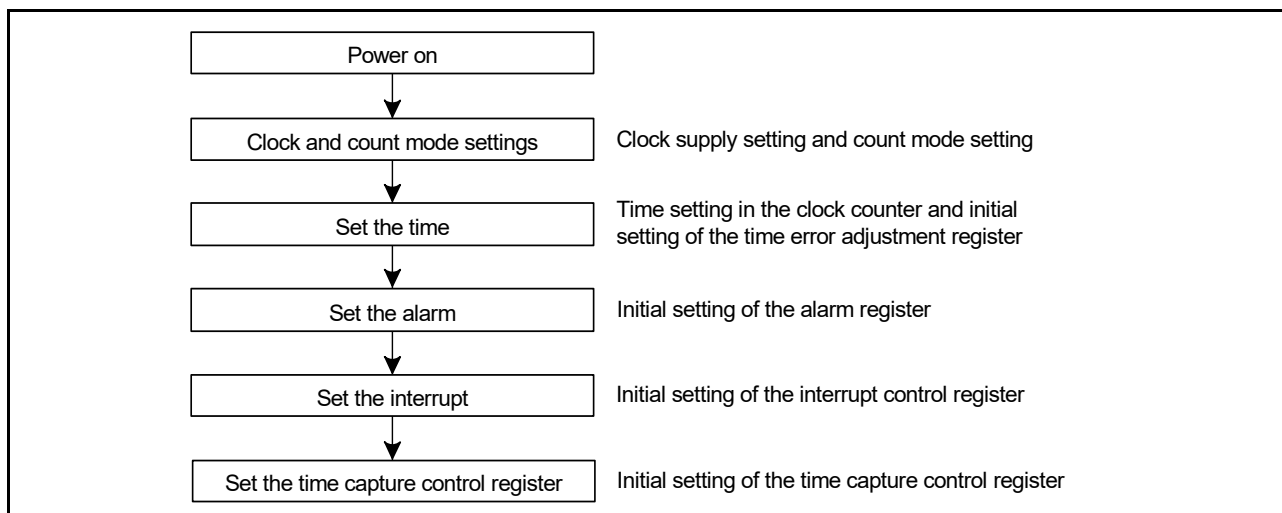 Power on
Clock and count mode settings
Clock supply setting and count mode setting
Set the time
Time setting in the clock counter and initial
setting of the time error adjustment register
Set the alarm
Initial setting of the alarm register
Set the interrupt
Initial setting of the interrupt control register
Set the time capture control register
Initial setting of the time capture control register